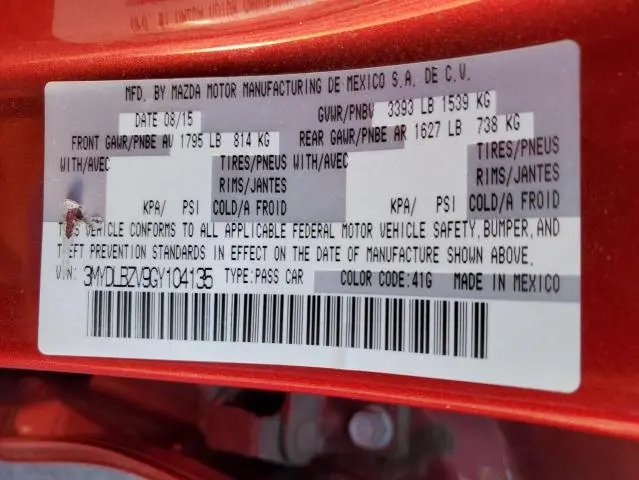 MFD. BY MAZDA MOTOR MANUFACTURING DE MEXICO S.A. DE C.V.
DATE 08/15 GVWR/PNBV 3393 LB 1539 KG
FRONT GAWR/PNBE AV 1795 LB 814 KG REAR GAWR/PNBE AR 1627 LB 738 KG
WITH/AVEC TIRES/PNEUS WITH/AVEC TIRES/PNEUS
RIMS/JANTES RIMS/JANTES
KPA/ PSI COLD/A FROID KPA/ PSI COLD/A FROID
THIS VEHICLE CONFORMS TO ALL APPLICABLE FEDERAL MOTOR VEHICLE SAFETY, BUMPER, AND
THEFT PREVENTION STANDARDS IN EFFECT ON THE DATE OF MANUFACTURE SHOWN ABOVE.
VIN: 3MYDLBZV9GY104135 TYPE:PASS CAR COLOR CODE:41G MADE IN MEXICO